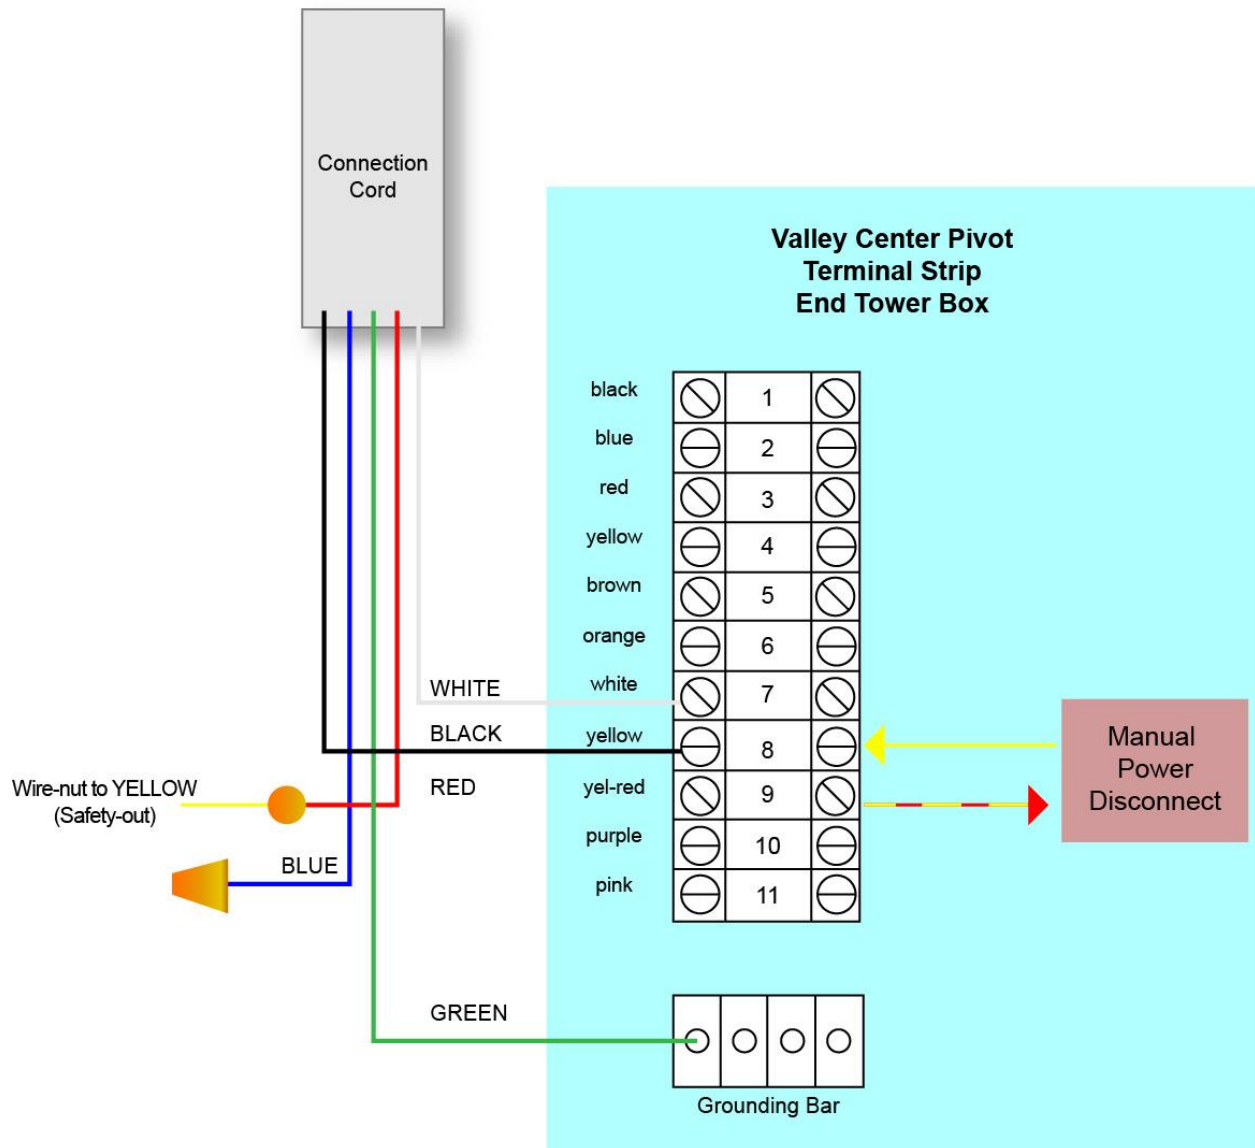 Connection
Cord
Valley Center Pivot
Terminal Strip
End Tower Box
black 1
blue 2
red 3
yellow 4
brown 5
orange 6
WHITE white 7
BLACK yellow 8
Manual
Power
Disconnect
Wire-nut to YELLOW
(Safety-out)
RED yel-red 9
purple 10
BLUE
pink 11
GREEN
Grounding Bar